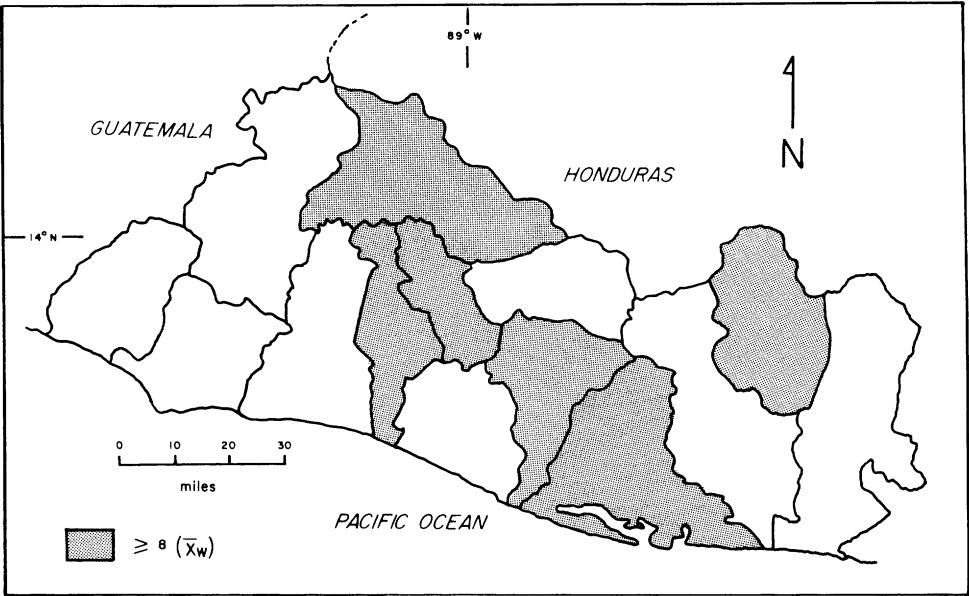 89° W
GUATEMALA
HONDURAS
N
14° N
0 10 20 30
miles
PACIFIC OCEAN
≥ 8 (X̄w)